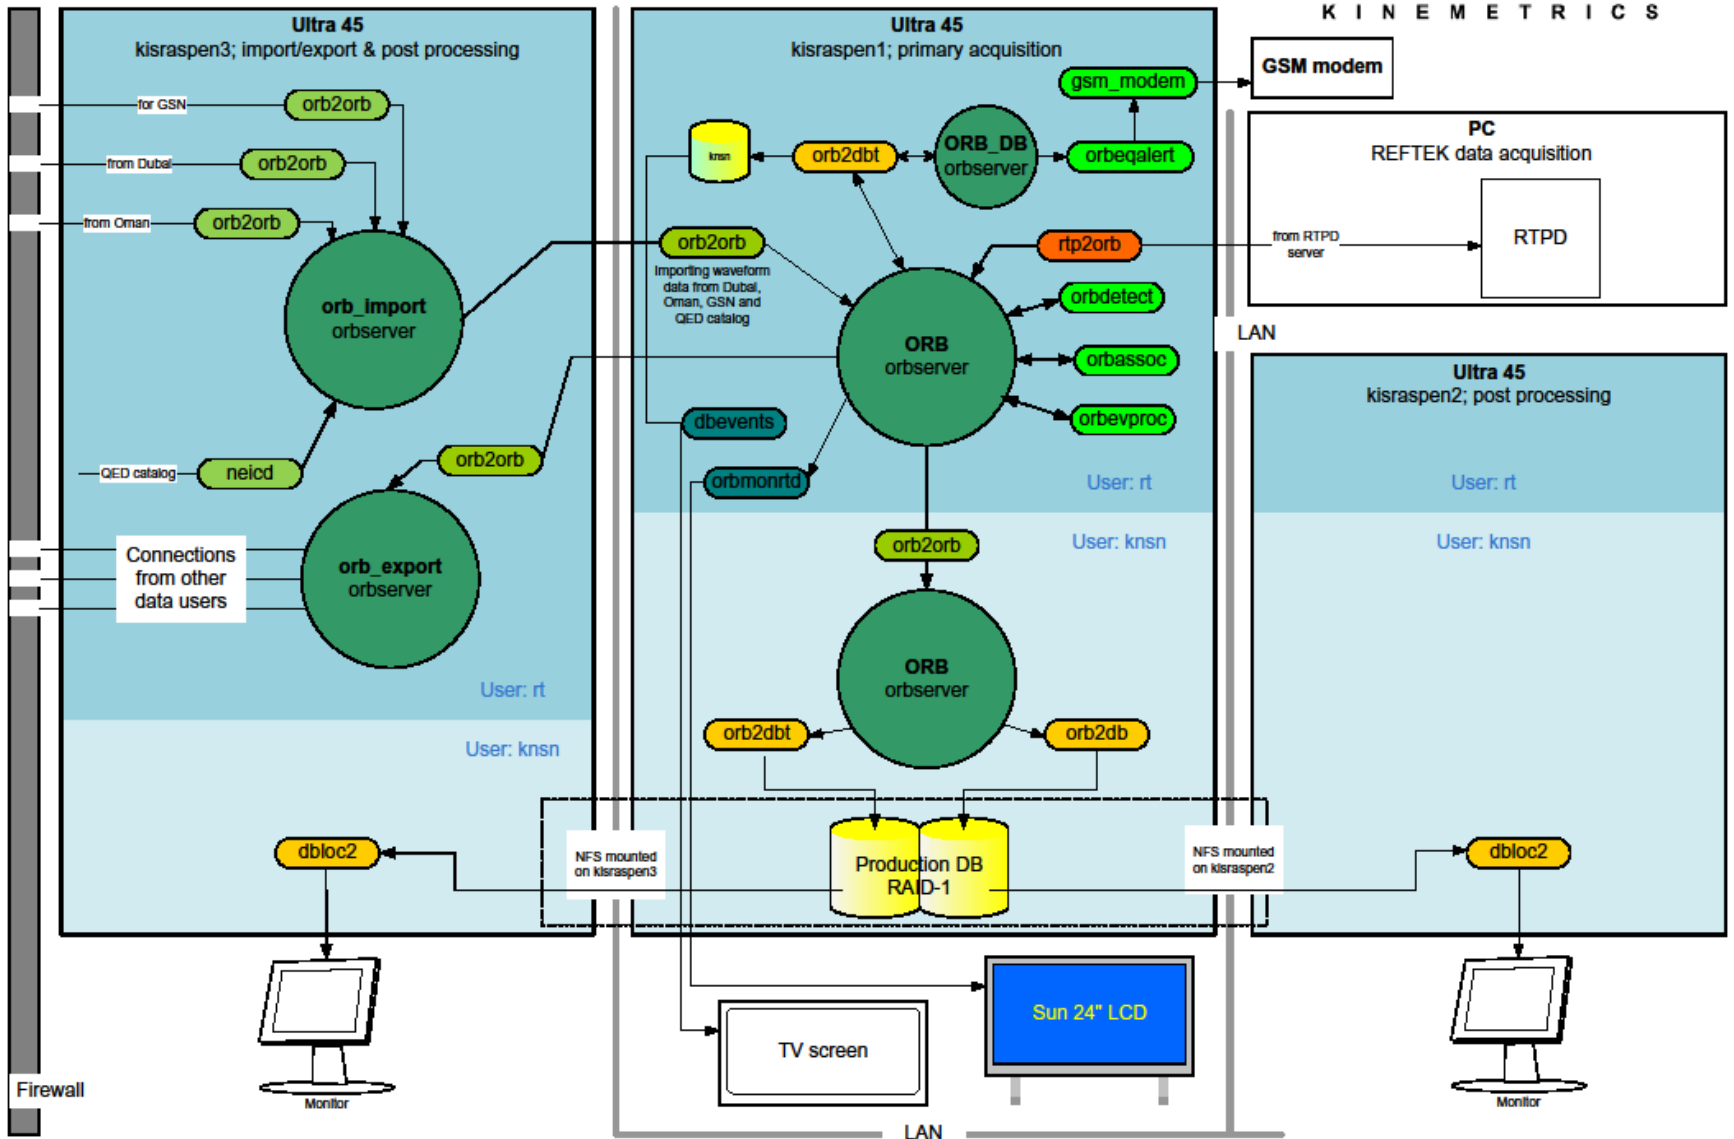 K I N E M E T R I C S
Ultra 45
kisraspen3; import/export & post processing
for GSN
orb2orb
from Dubai
orb2orb
from Oman
orb2orb
orb_import
orbserver
QED catalog
neicd
orb2orb
Connections
from other
data users
orb_export
orbserver
User: rt
User: knsn
dbloc2
NFS mounted
on kisraspen3
Monitor
Firewall
Ultra 45
kisraspen1; primary acquisition
gsm_modem
knsn
orb2dbt
ORB_DB
orbserver
orbeqalert
orb2orb
Importing waveform
data from Dubai,
Oman, GSN and
QED catalog
rtp2orb
orbdetect
ORB
orbserver
orbassoc
orbevproc
dbevents
orbmonrtd
User: rt
User: knsn
orb2orb
ORB
orbserver
orb2dbt
orb2db
Production DB
RAID-1
TV screen
Sun 24" LCD
LAN
GSM modem
PC
REFTEK data acquisition
from RTPD
server
RTPD
LAN
Ultra 45
kisraspen2; post processing
User: rt
User: knsn
NFS mounted
on kisraspen2
dbloc2
Monitor